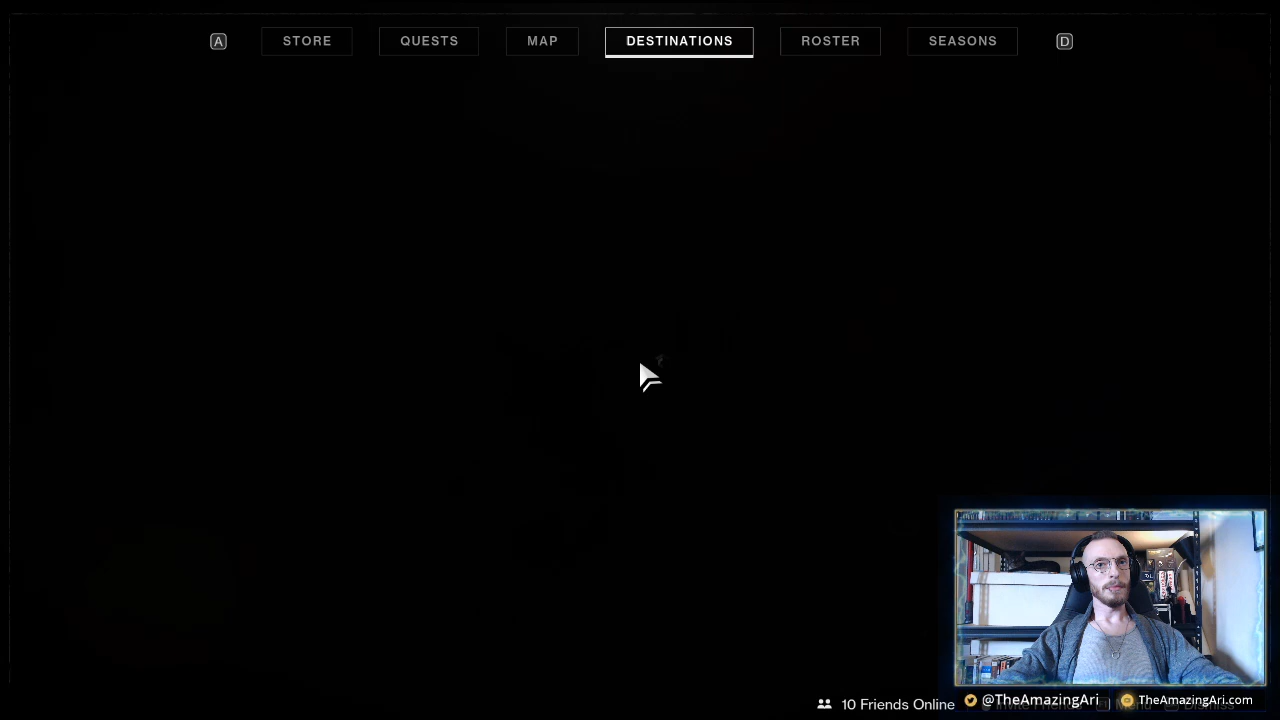 A STORE QUESTS MAP DESTINATIONS ROSTER SEASONS D
10 Friends Online @TheAmazingAri TheAmazingAri.com